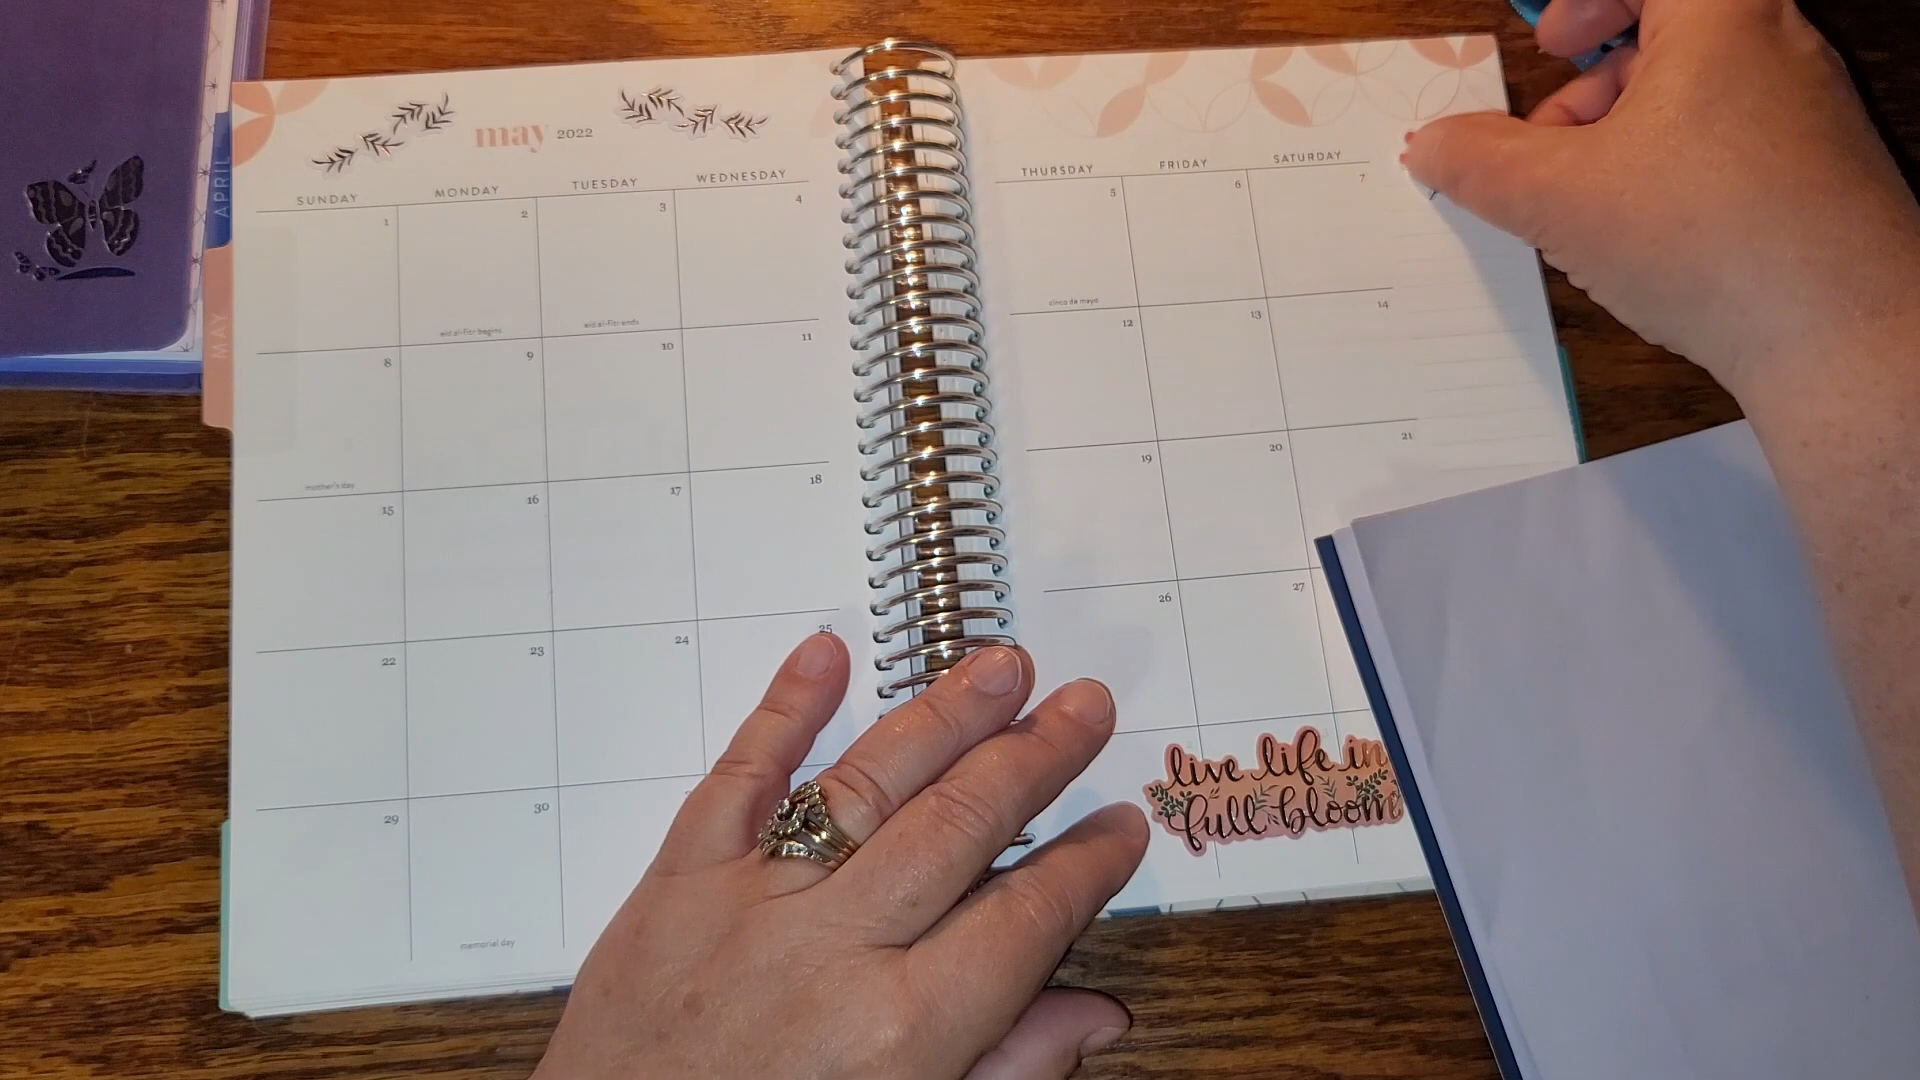 may 2022
SUNDAY MONDAY TUESDAY WEDNESDAY THURSDAY FRIDAY SATURDAY
1 2 3 4 5 6 7
eid al-fitr begins eid al-fitr ends cinco de mayo
8 9 10 11 12 13 14
mother's day
15 16 17 18 19 20 21
22 23 24 25 26 27
29 30
memorial day
live life in
full bloom
APRIL
MAY